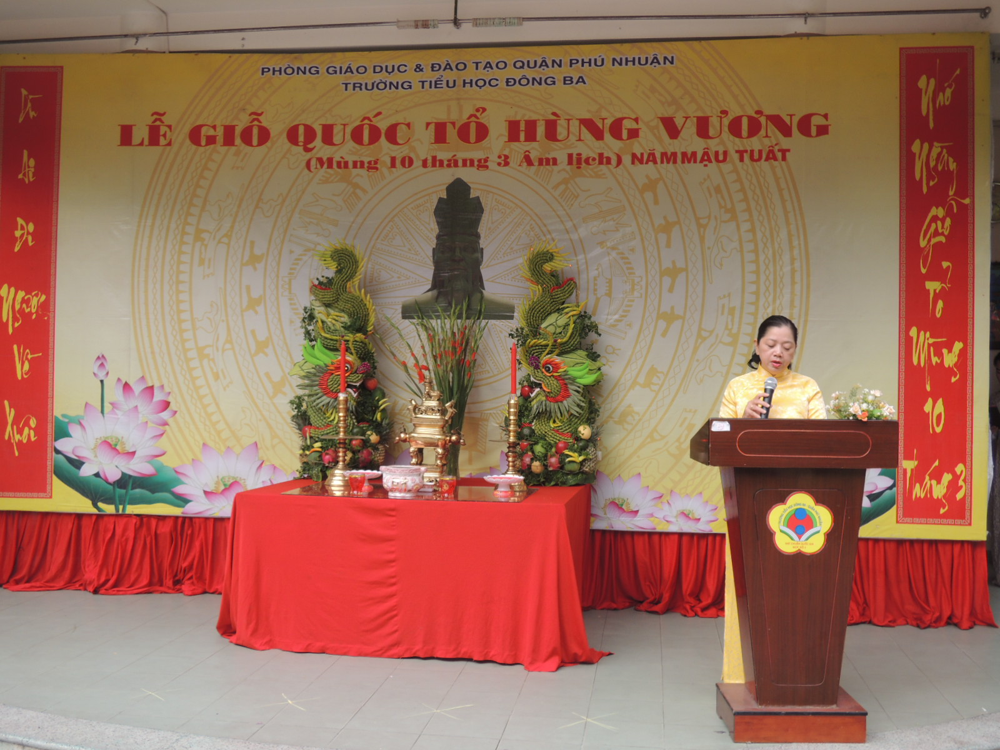 PHÒNG GIÁO DỤC & ĐÀO TẠO QUẬN PHÚ NHUẬN
TRƯỜNG TIỂU HỌC ĐÔNG BA
LỄ GIỖ QUỐC TỔ HÙNG VƯƠNG
(Mùng 10 tháng 3 Âm lịch) NĂMMẬU TUẤT
Dù
Ai
Đi
Ngược
Về
Xuôi
Nhớ
Ngày
Giỗ
Tổ
Mùng
10
Tháng 3